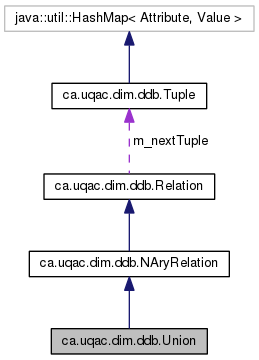 java::util::HashMap< Attribute, Value >
ca.uqac.dim.ddb.Tuple
m_nextTuple
ca.uqac.dim.ddb.Relation
ca.uqac.dim.ddb.NAryRelation
ca.uqac.dim.ddb.Union